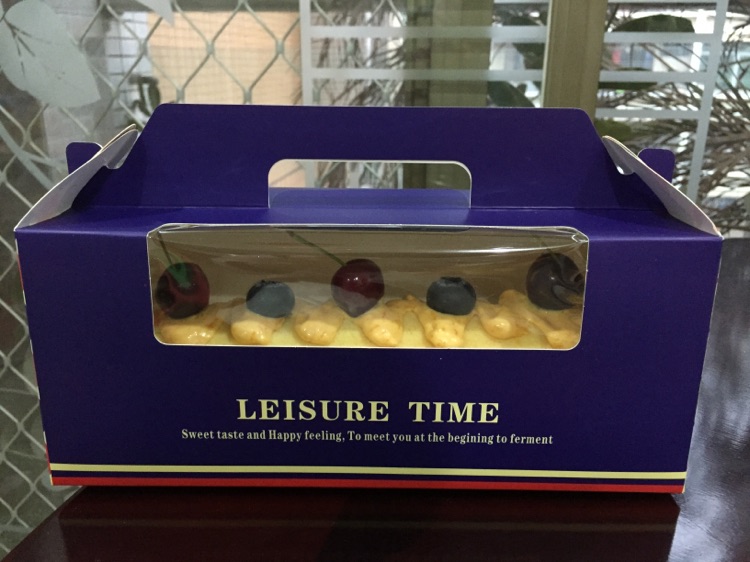 LEISURE TIME
Sweet taste and Happy feeling, To meet you at the begining to ferment